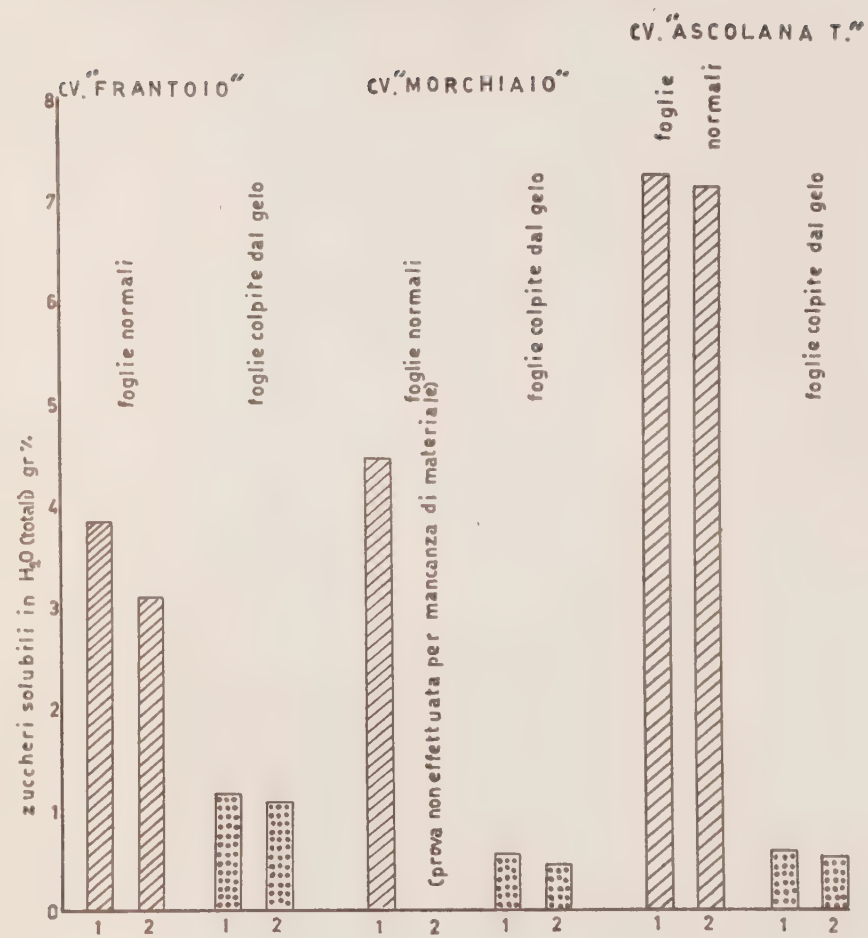 CV."ASCOLANA T."
CV."FRANTOIO"
CV."MORCHIAIO"
zuccheri solubili in H2O (totali) gr %
8
7
6
5
4
3
2
1
0
foglie normali
foglie colpite dal gelo
foglie normali
(prova non effettuata per mancanza di materiale)
foglie colpite dal gelo
foglie
normali
foglie colpite dal gelo
1 2 1 2 1 2 1 2 1 2 1 2